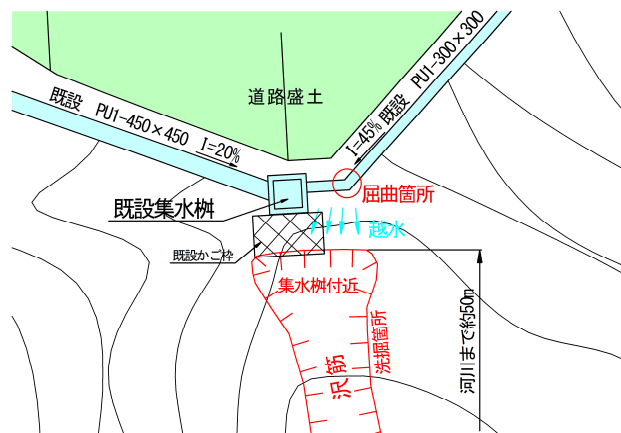 道路盛土
既設 PU1-450×450 I=20%
I=45% 既設 PU1-300×300
既設集水桝
屈曲箇所
越水
既設かご枠
集水桝付近
洗掘箇所
沢筋
河川まで約50m